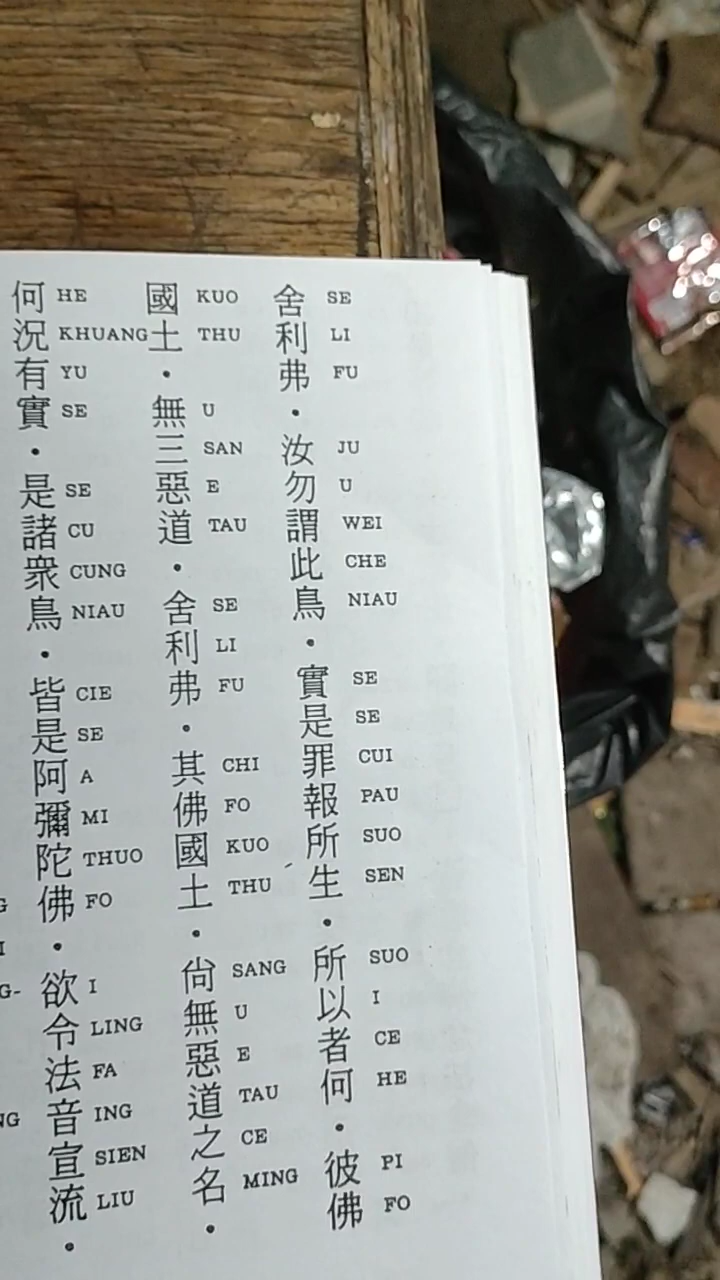 舍利弗・汝勿謂此鳥・實是罪報所生・所以者何・彼佛
SE LI FU JU U WEI CHE NIAU SE SE CUI PAU SUO SEN SUO I CE HE PI FO
國土・無三惡道・舍利弗・其佛國土・尙無惡道之名・
KUO THU U SAN E TAU SE LI FU CHI FO KUO THU SANG U E TAU CE MING
何況有實・是諸衆鳥・皆是阿彌陀佛・欲令法音宣流・
HE KHUANG YU SE SE CU CUNG NIAU CIE SE A MI THUO FO I LING FA ING SIEN LIU